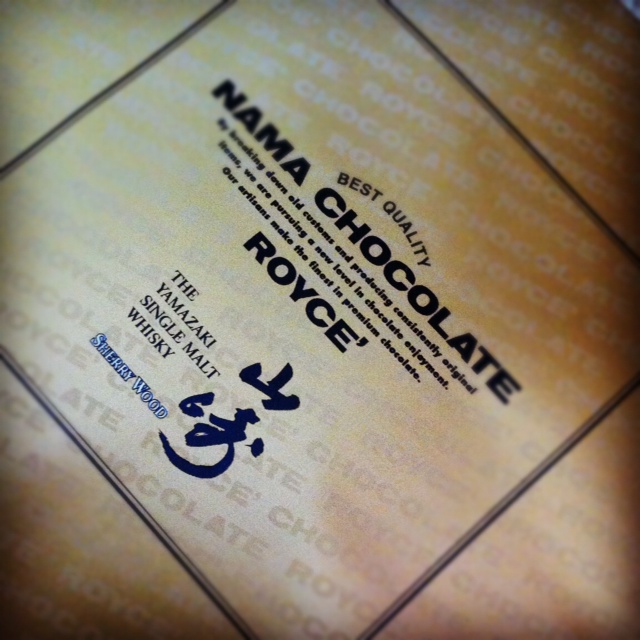 BEST QUALITY
NAMA CHOCOLATE
By breaking down old customs and producing consistently original
items, we are pursuing a new level in chocolate enjoyment.
Our artisans make the finest in premium chocolate.
ROYCE'
THE
YAMAZAKI
SINGLE MALT
WHISKY
SHERRY WOOD
山崎